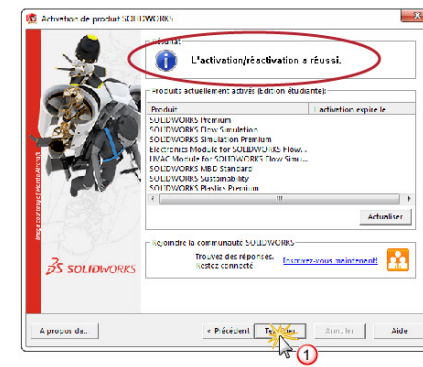 Activation de produit SOLIDWORKS
Résultat
L'activation/réactivation a réussi.
Produits actuellement activés (Edition étudiante):
Produit L'activation expire le
SOLIDWORKS Premium
SOLIDWORKS Flow Simulation
SOLIDWORKS Simulation Premium
Electronics Module for SOLIDWORKS Flow...
HVAC Module for SOLIDWORKS Flow Simu...
SOLIDWORKS MBD Standard
SOLIDWORKS Sustainability
SOLIDWORKS Plastics Premium
Actualiser
Rejoindre la communauté SOLIDWORKS
Trouvez des réponses.
Restez connecté.
Inscrivez-vous maintenant!
SOLIDWORKS
A propos de...
< Précédent
Terminer
Annuler
Aide
1